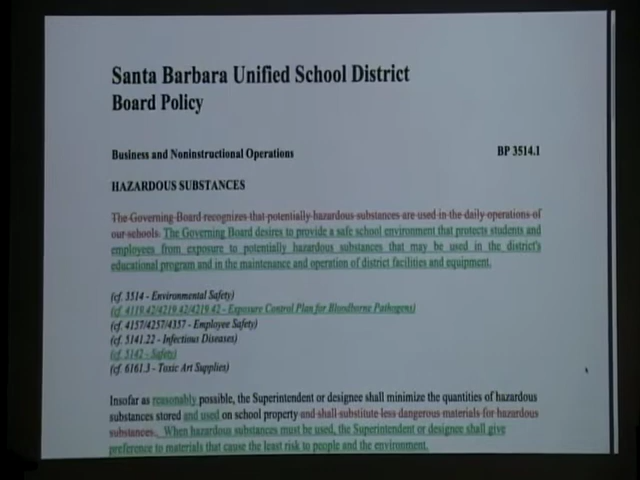 Santa Barbara Unified School District
Board Policy
Business and Noninstructional Operations BP 3514.1
HAZARDOUS SUBSTANCES
The Governing Board recognizes that potentially hazardous substances are used in the daily operations of
our schools. The Governing Board desires to provide a safe school environment that protects students and
employees from exposure to potentially hazardous substances that may be used in the district's
educational program and in the maintenance and operation of district facilities and equipment.
(cf. 3514 - Environmental Safety)
(cf. 4119.42/4219.42/4319.42 - Exposure Control Plan for Bloodborne Pathogens)
(cf. 4157/4257/4357 - Employee Safety)
(cf. 5141.22 - Infectious Diseases)
(cf. 5142 - Safety)
(cf. 6161.3 - Toxic Art Supplies)
Insofar as reasonably possible, the Superintendent or designee shall minimize the quantities of hazardous
substances stored and used on school property and shall substitute less dangerous materials for hazardous
substances. When hazardous substances must be used, the Superintendent or designee shall give
preference to materials that cause the least risk to people and the environment.